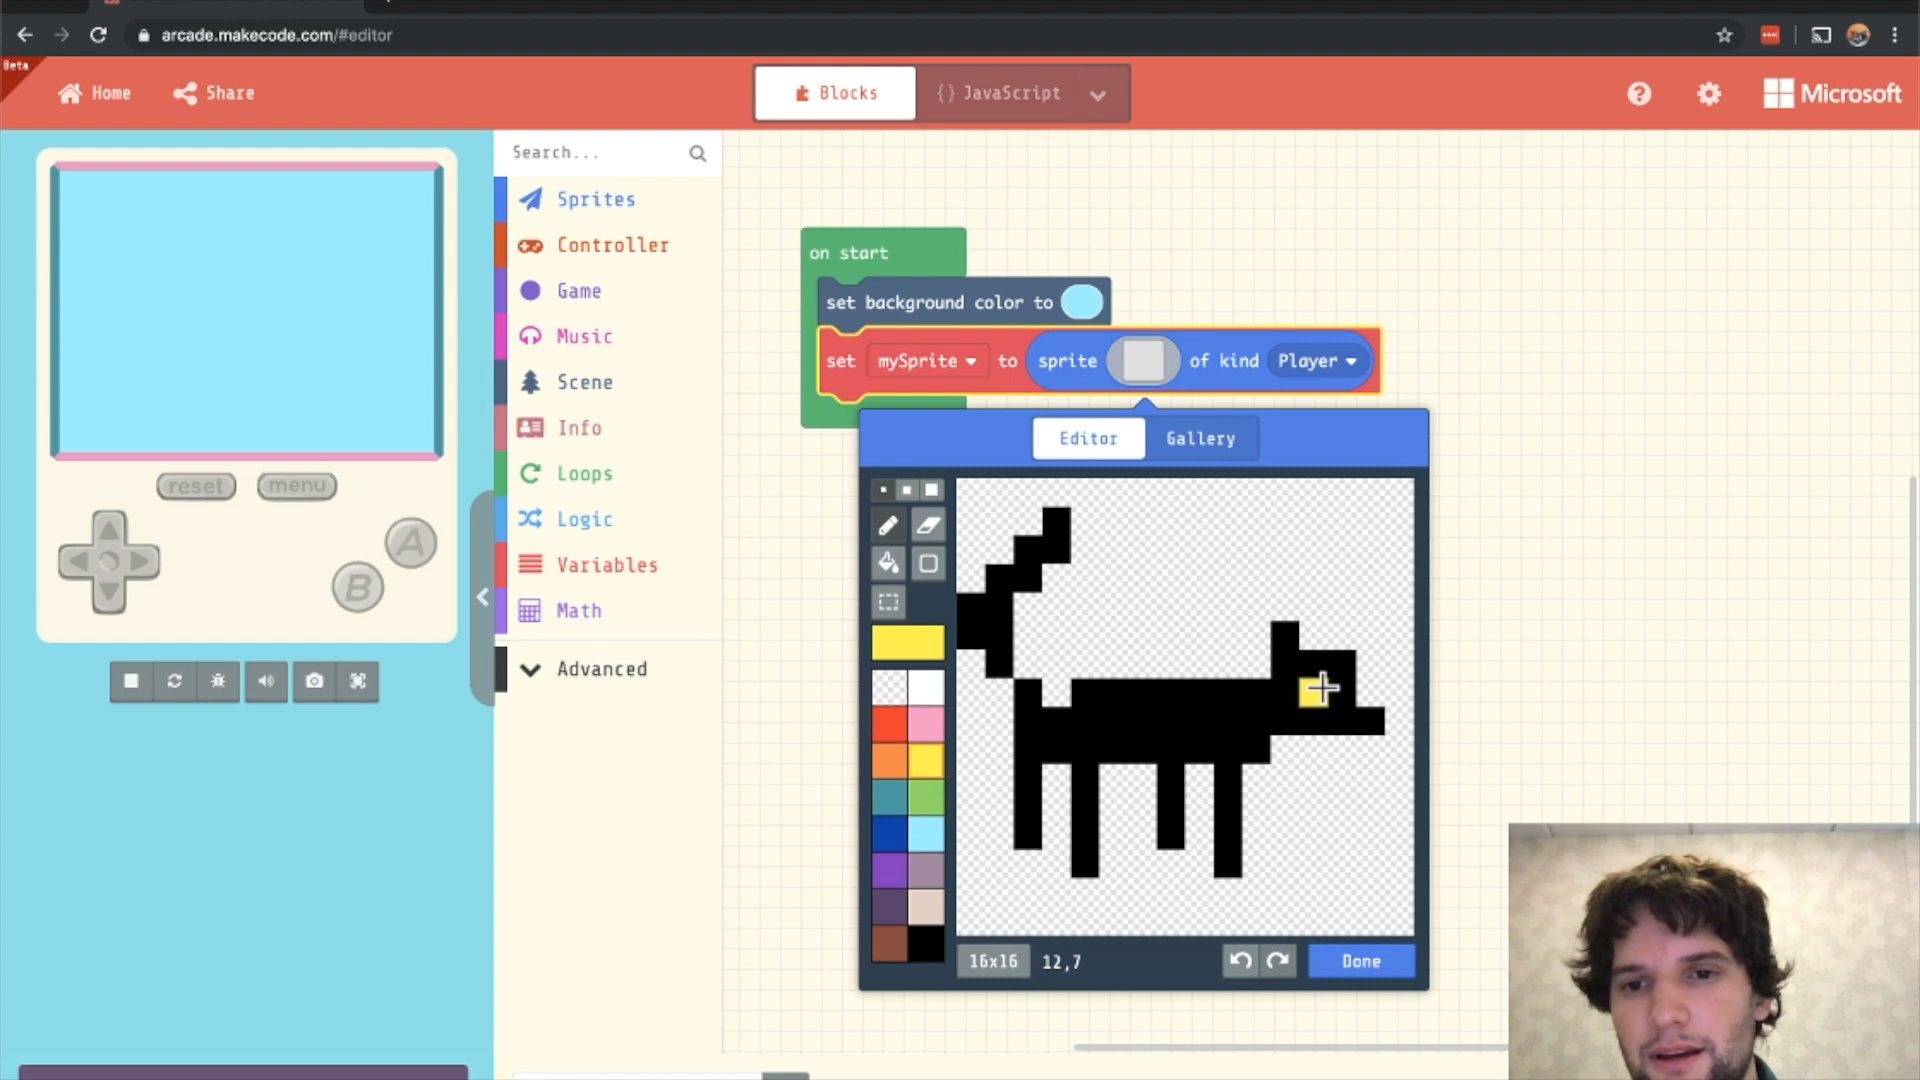 arcade.makecode.com/#editor
Beta
Home
Share
Blocks
{} JavaScript
?
Microsoft
Search...
Sprites
Controller
Game
Music
Scene
Info
Loops
Logic
Variables
Math
Advanced
reset
menu
A
B
on start
set background color to
set mySprite to sprite of kind Player
Editor
Gallery
16x16
12,7
Done